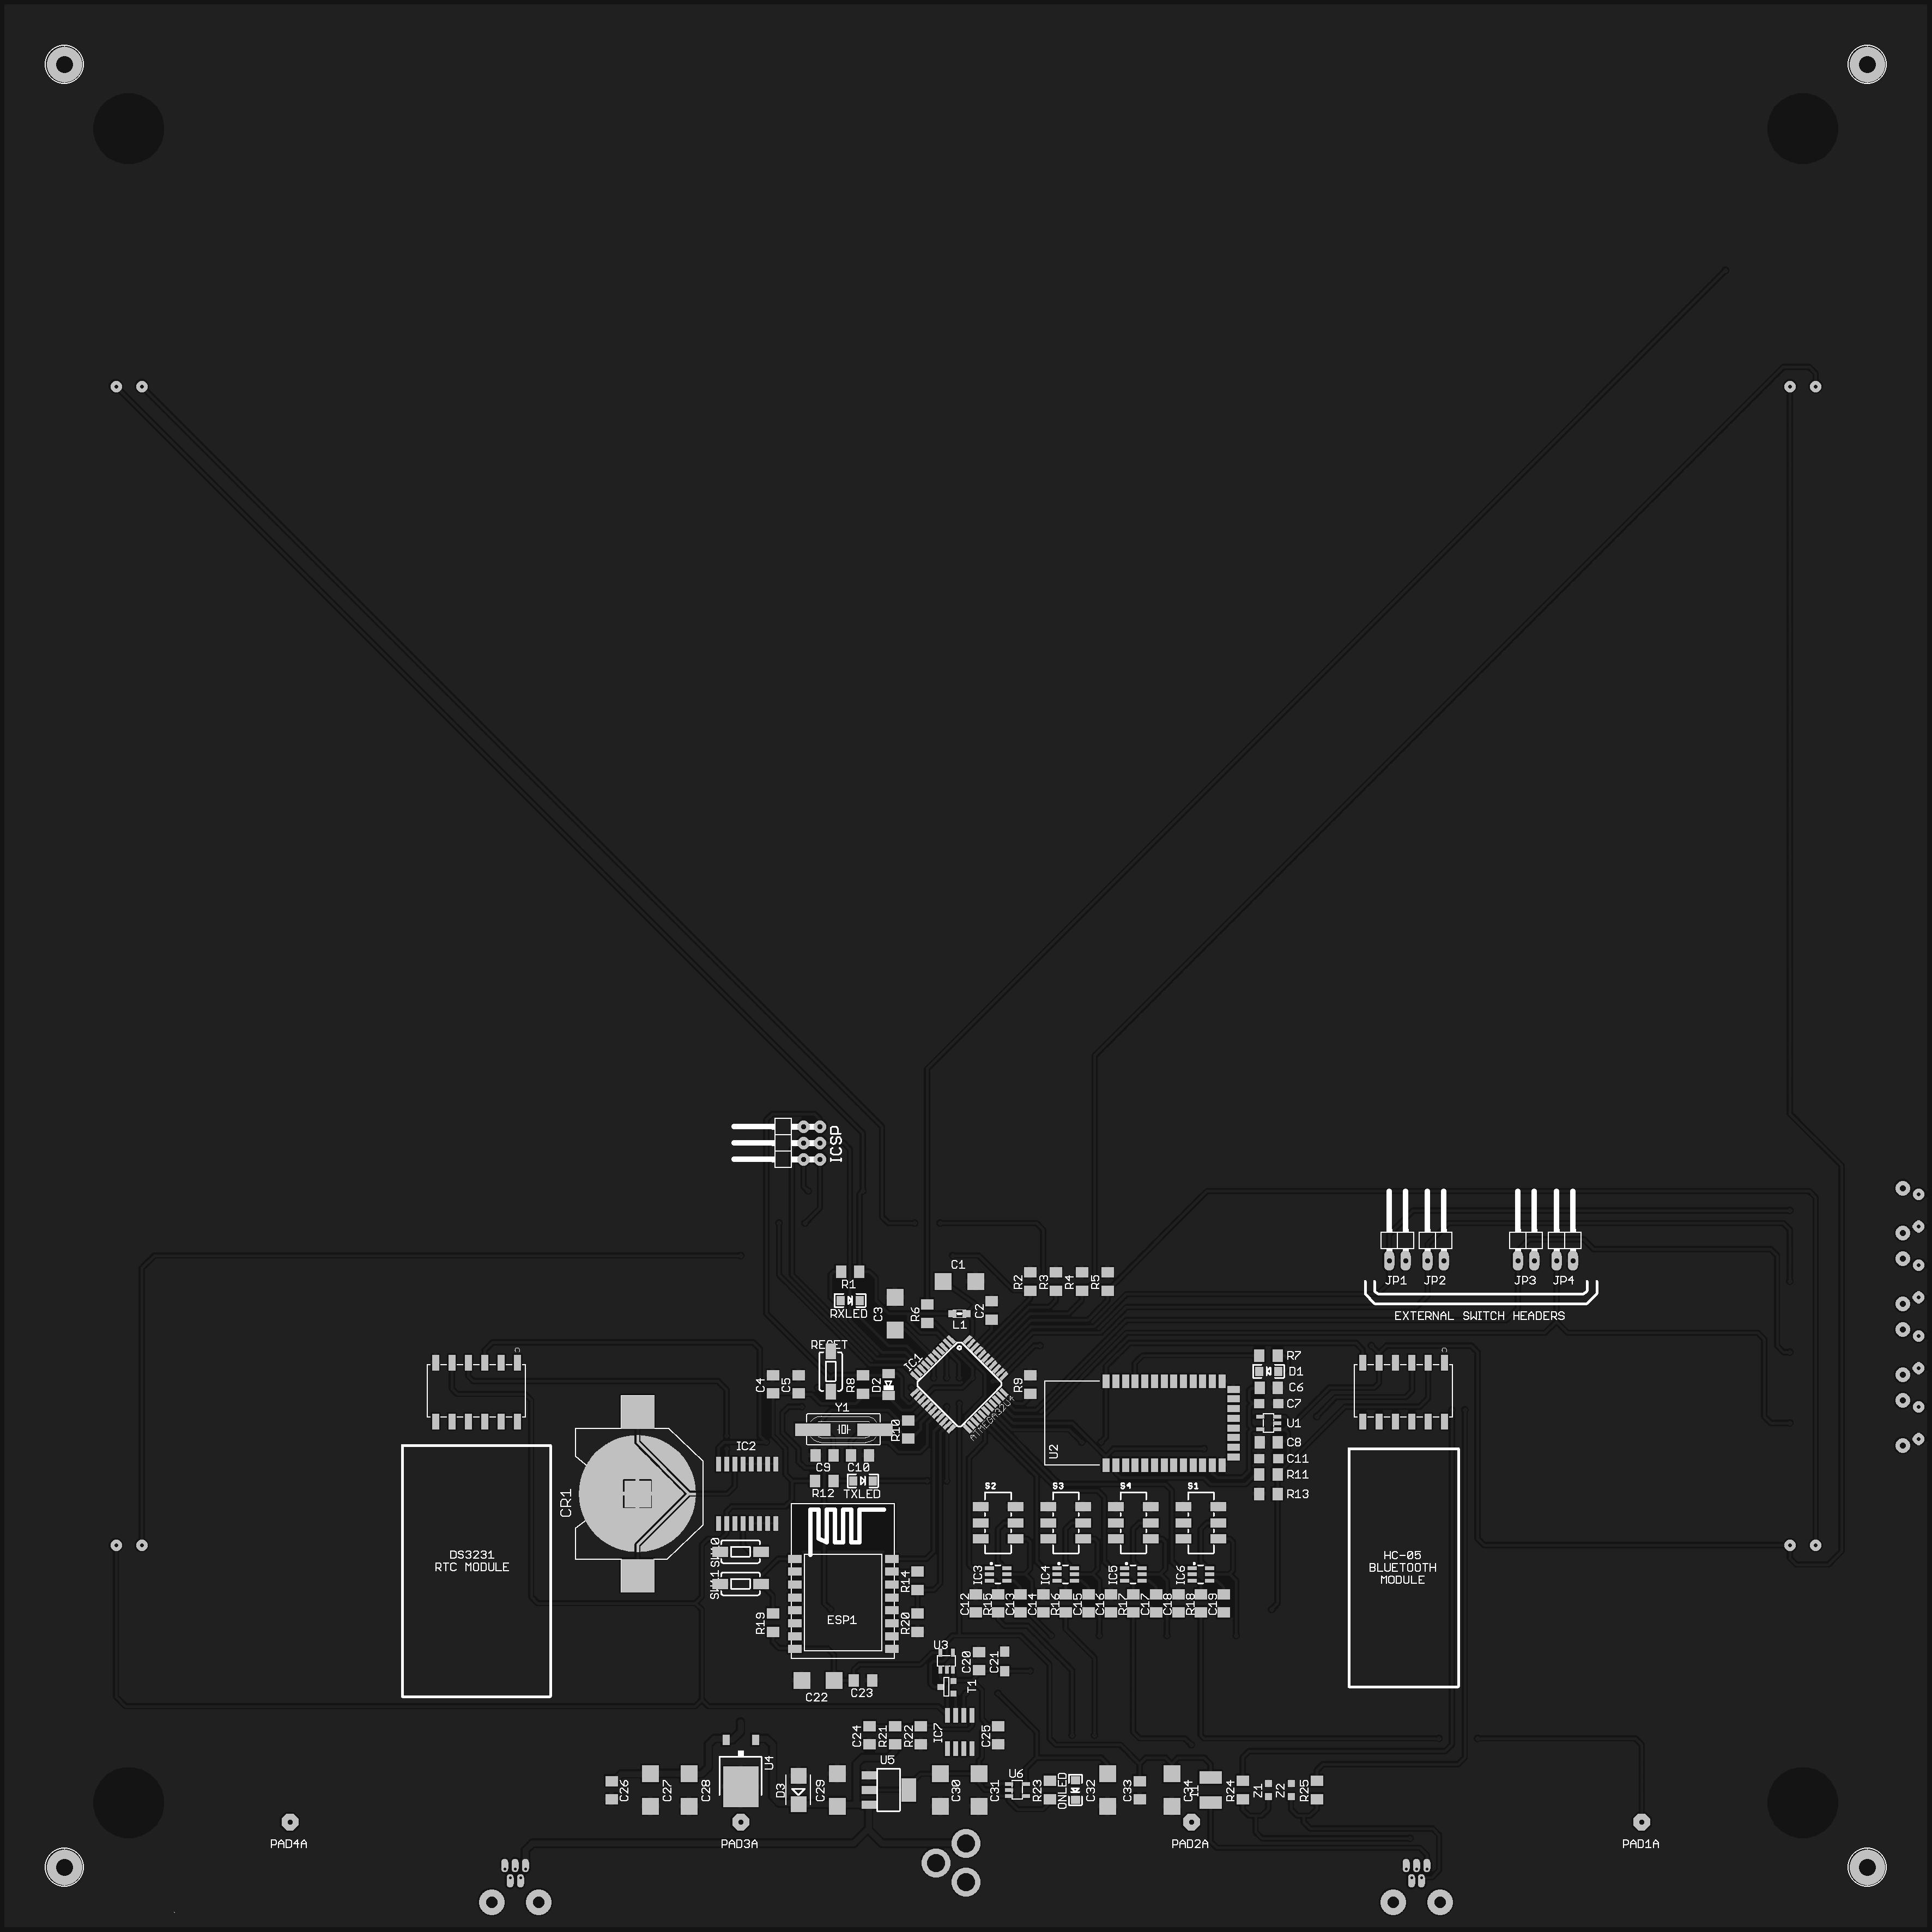 ICSP
JP1
JP2
JP3
JP4
EXTERNAL SWITCH HEADERS
R1
RXLED
C3
R6
C1
L1
C2
R2
R3
R4
R5
RESET
C4
C5
R8
D2
IC1
ATMEGA32U4
R9
Y1
R10
C9
C10
R12
TXLED
U2
R7
D1
C6
C7
U1
C8
C11
R11
R13
IC2
CR1
S2
S3
S4
S1
SW10
SW11
R19
ESP1
R14
R20
IC3
IC4
IC5
IC6
C12
R15
C13
C14
R16
C15
C16
R17
C17
C18
R18
C19
DS3231
RTC MODULE
HC-05
BLUETOOTH
MODULE
U3
C20
C21
T1
C22
C23
C24
R21
R22
IC7
C25
C26
C27
C28
U4
D3
C29
U5
C30
C31
U6
R23
ONLED
C32
C33
C34
R24
Z1
Z2
R25
PAD4A
PAD3A
PAD2A
PAD1A